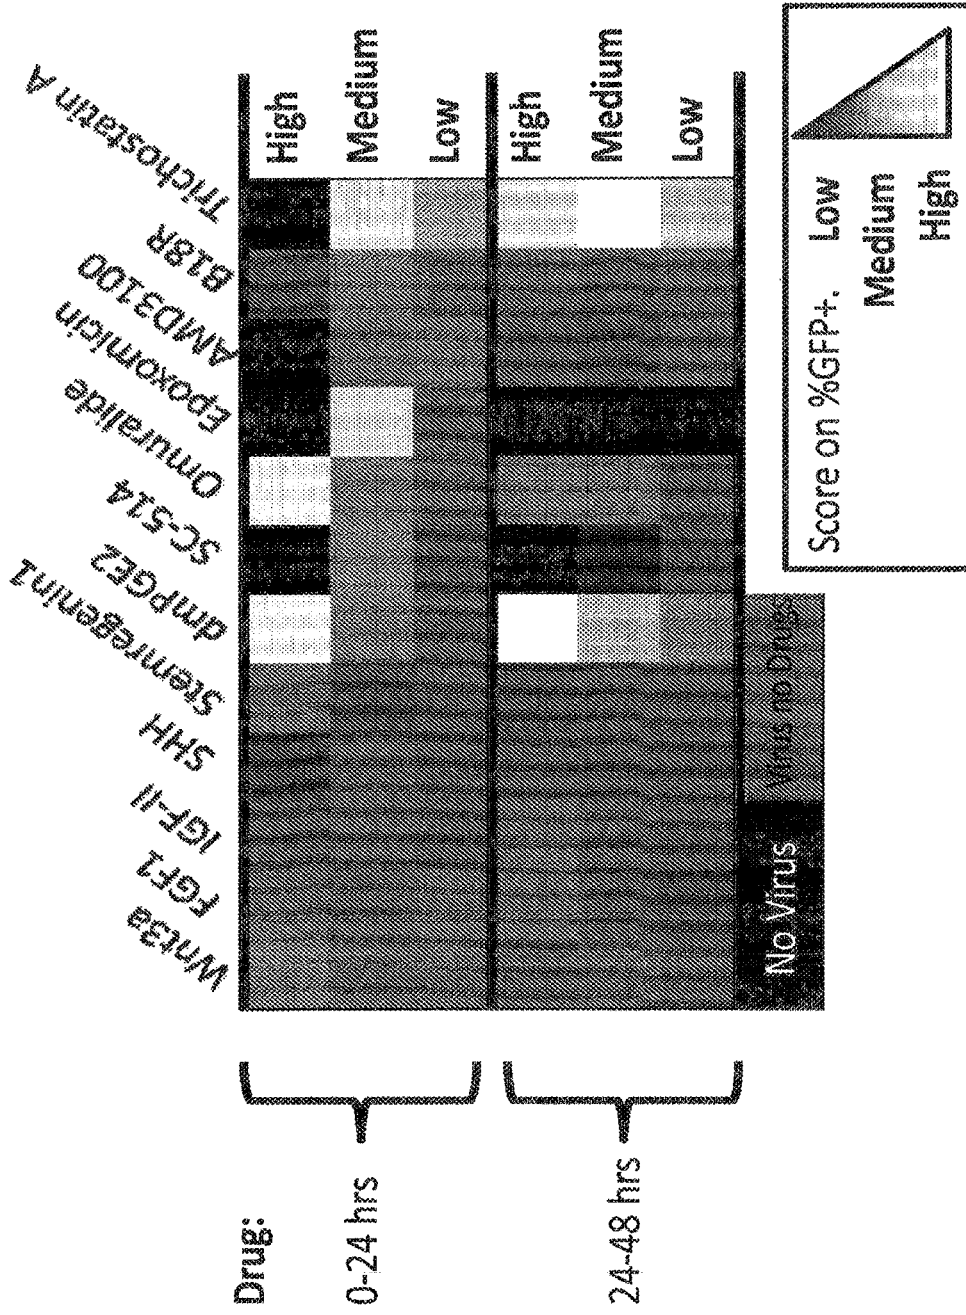 Drug:
0-24 hrs
24-48 hrs
Wnt3a
FGF1
IGF-II
SHH
Stemregenin1
dmPGE2
SC-514
Omuralide
Epoxomicin
AMD3100
B18R
Trichostatin A
High
Medium
Low
High
Medium
Low
No Virus
Virus no Drugs
Score on %GFP+.
Low
Medium
High